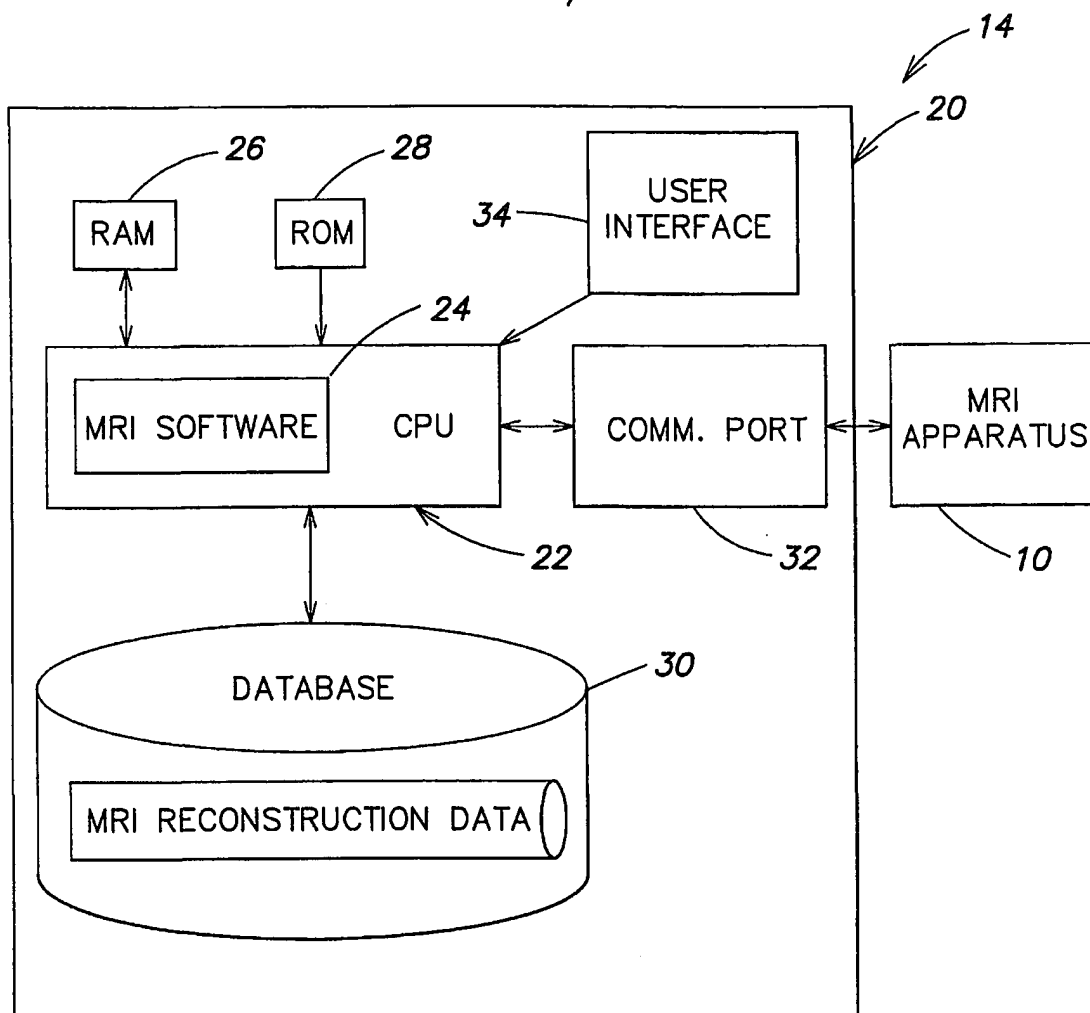 14
20
26
28
USER
INTERFACE
34
RAM
ROM
24
MRI SOFTWARE
CPU
COMM. PORT
MRI
APPARATUS
22
32
10
30
DATABASE
MRI RECONSTRUCTION DATA